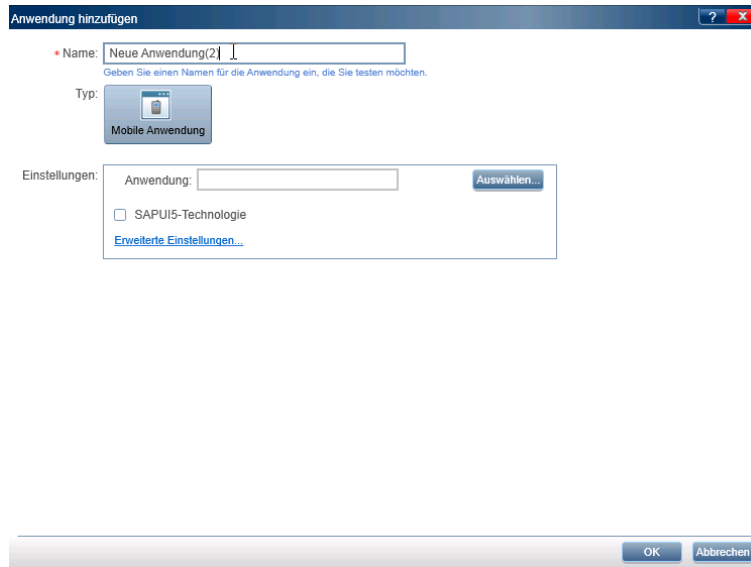 Anwendung hinzufügen
?
x
* Name: Neue Anwendung(2)
Geben Sie einen Namen für die Anwendung ein, die Sie testen möchten.
Typ:
Mobile Anwendung
Einstellungen:
Anwendung:
Auswählen...
SAPUI5-Technologie
Erweiterte Einstellungen...
OK
Abbrechen